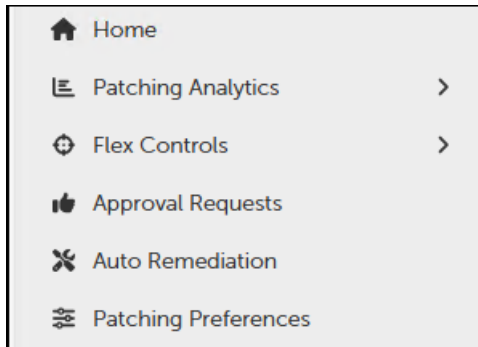 Home
Patching Analytics
Flex Controls
Approval Requests
Auto Remediation
Patching Preferences